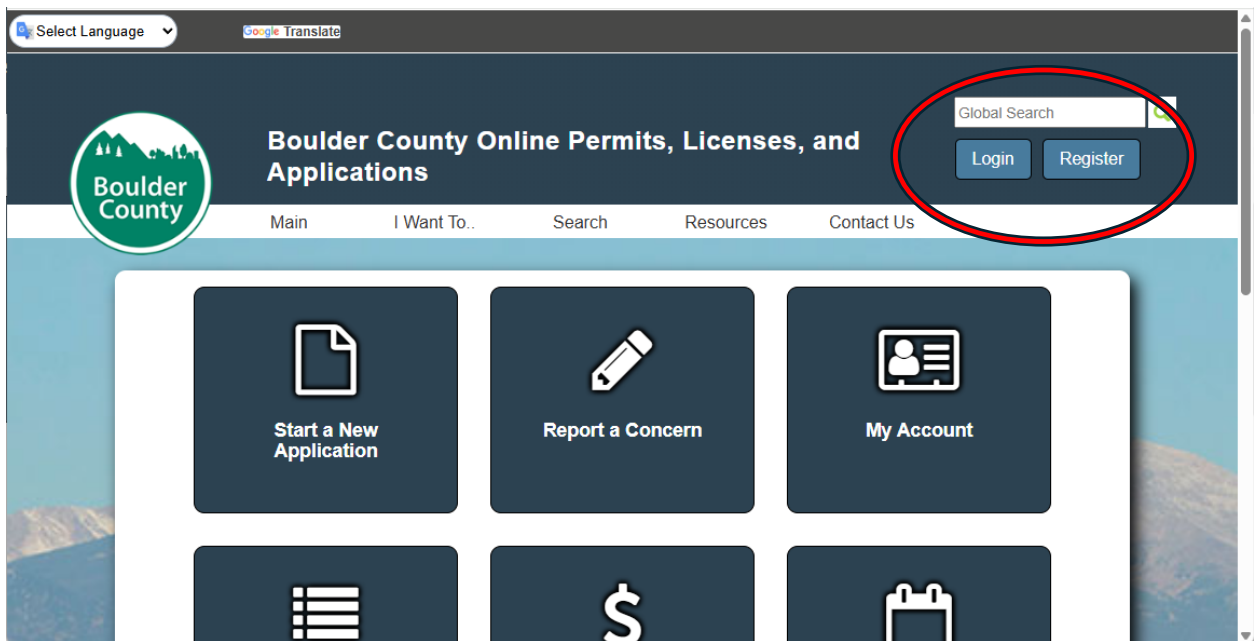 Select Language
Google Translate
Global Search
Boulder County Online Permits, Licenses, and
Applications
Login Register
Boulder
County
Main I Want To.. Search Resources Contact Us
Start a New
Application
Report a Concern
My Account